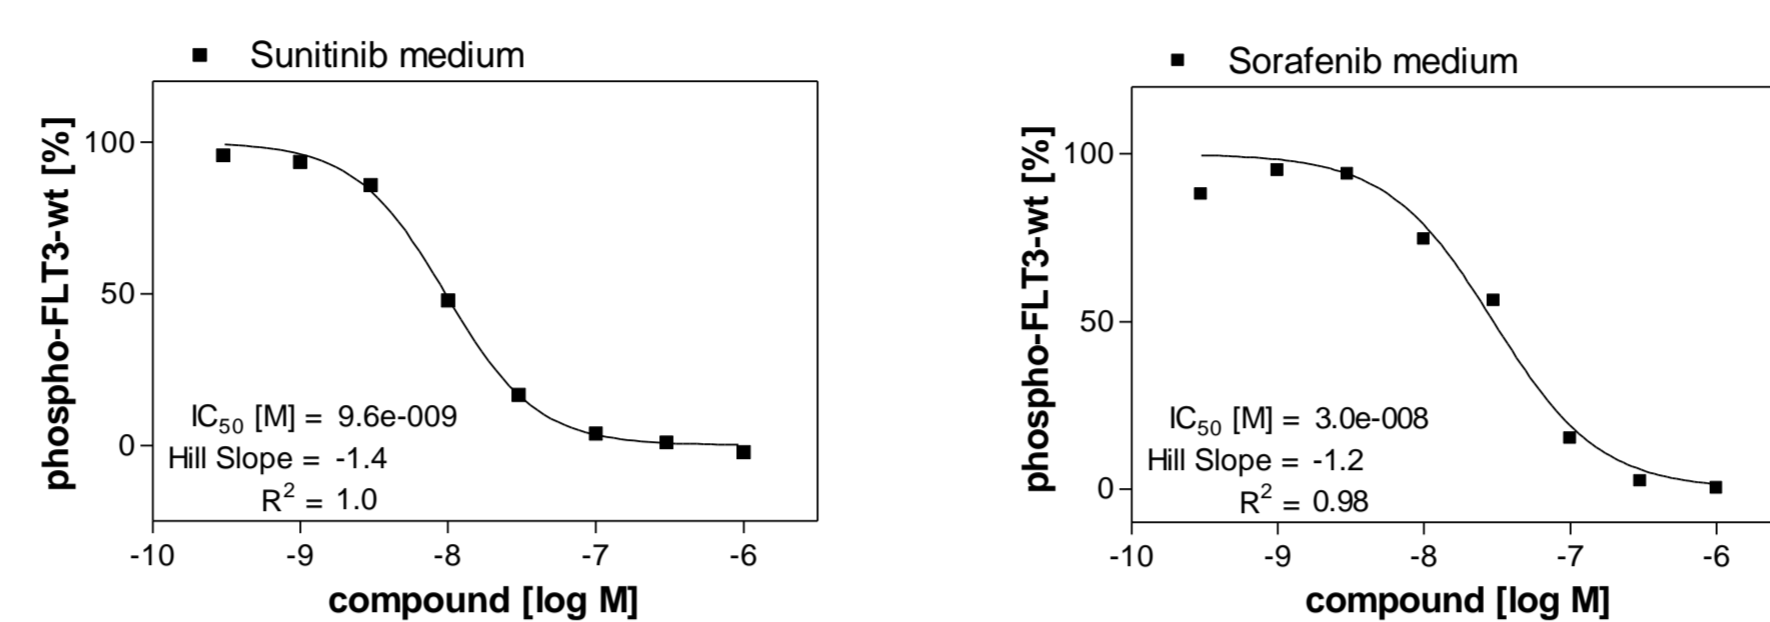 Sunitinib medium
phospho-FLT3-wt [%]
100
50
0
IC50 [M] = 9.6e-009
Hill Slope = -1.4
R2 = 1.0
-10 -9 -8 -7 -6
compound [log M]
Sorafenib medium
phospho-FLT3-wt [%]
100
50
0
IC50 [M] = 3.0e-008
Hill Slope = -1.2
R2 = 0.98
-10 -9 -8 -7 -6
compound [log M]